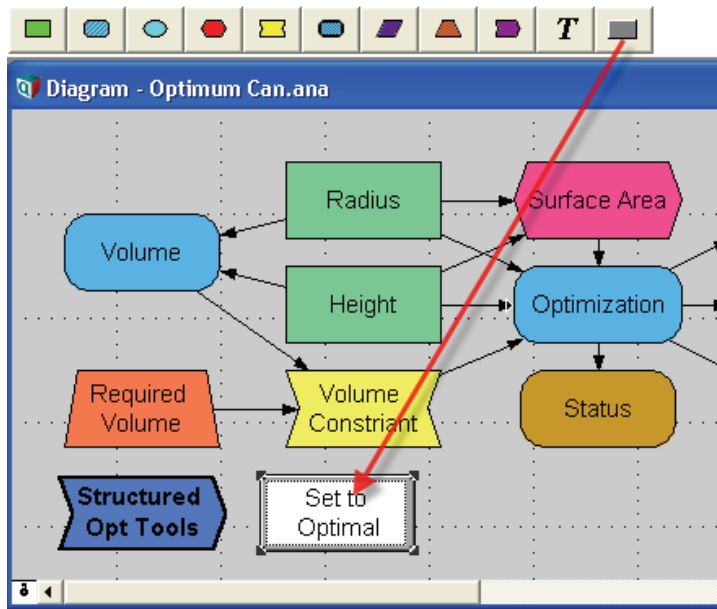 T
Diagram - Optimum Can.ana
Radius
Surface Area
Volume
Height
Optimization
Required
Volume
Volume
Constriant
Status
Structured
Opt Tools
Set to
Optimal